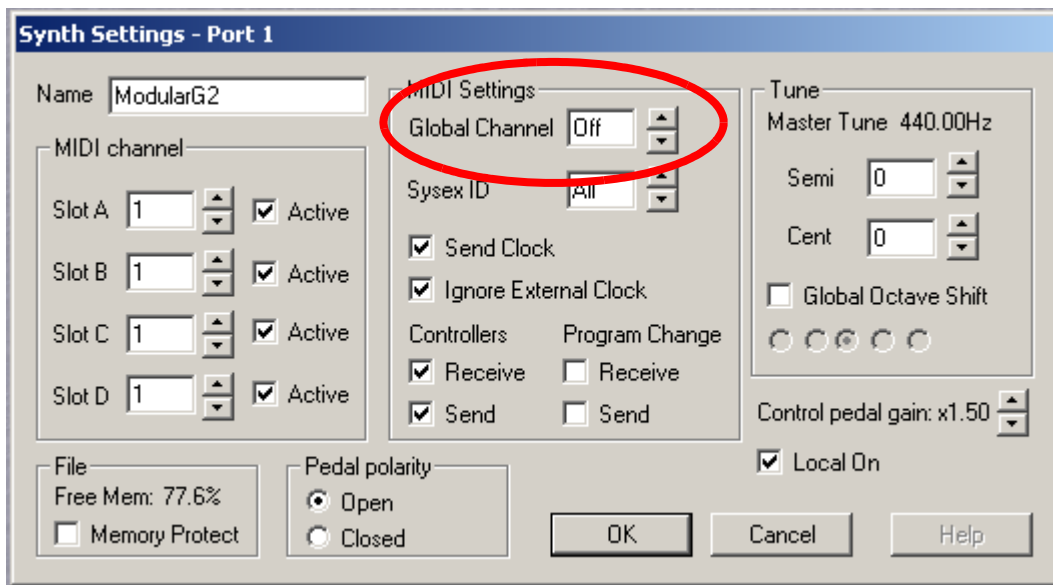 Synth Settings - Port 1
Name ModularG2
MIDI channel
Slot A 1 Active
Slot B 1 Active
Slot C 1 Active
Slot D 1 Active
File
Free Mem: 77.6%
Memory Protect
Pedal polarity
Open
Closed
MIDI Settings
Global Channel Off
Sysex ID All
Send Clock
Ignore External Clock
Controllers Program Change
Receive Receive
Send Send
Tune
Master Tune 440.00Hz
Semi 0
Cent 0
Global Octave Shift
Control pedal gain: x1.50
Local On
OK Cancel Help